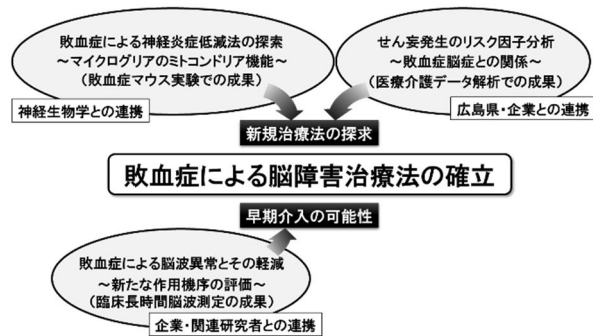 敗血症による神経炎症低減法の探索
～マイクログリアのミトコンドリア機能～
(敗血症マウス実験での成果)
神経生物学との連携
せん妄発生のリスク因子分析
～敗血症脳症との関係～
(医療介護データ解析での成果)
広島県・企業との連携
新規治療法の探求
敗血症による脳障害治療法の確立
早期介入の可能性
敗血症による脳波異常とその軽減
～新たな作用機序の評価～
(臨床長時間脳波測定の成果)
企業・関連研究者との連携